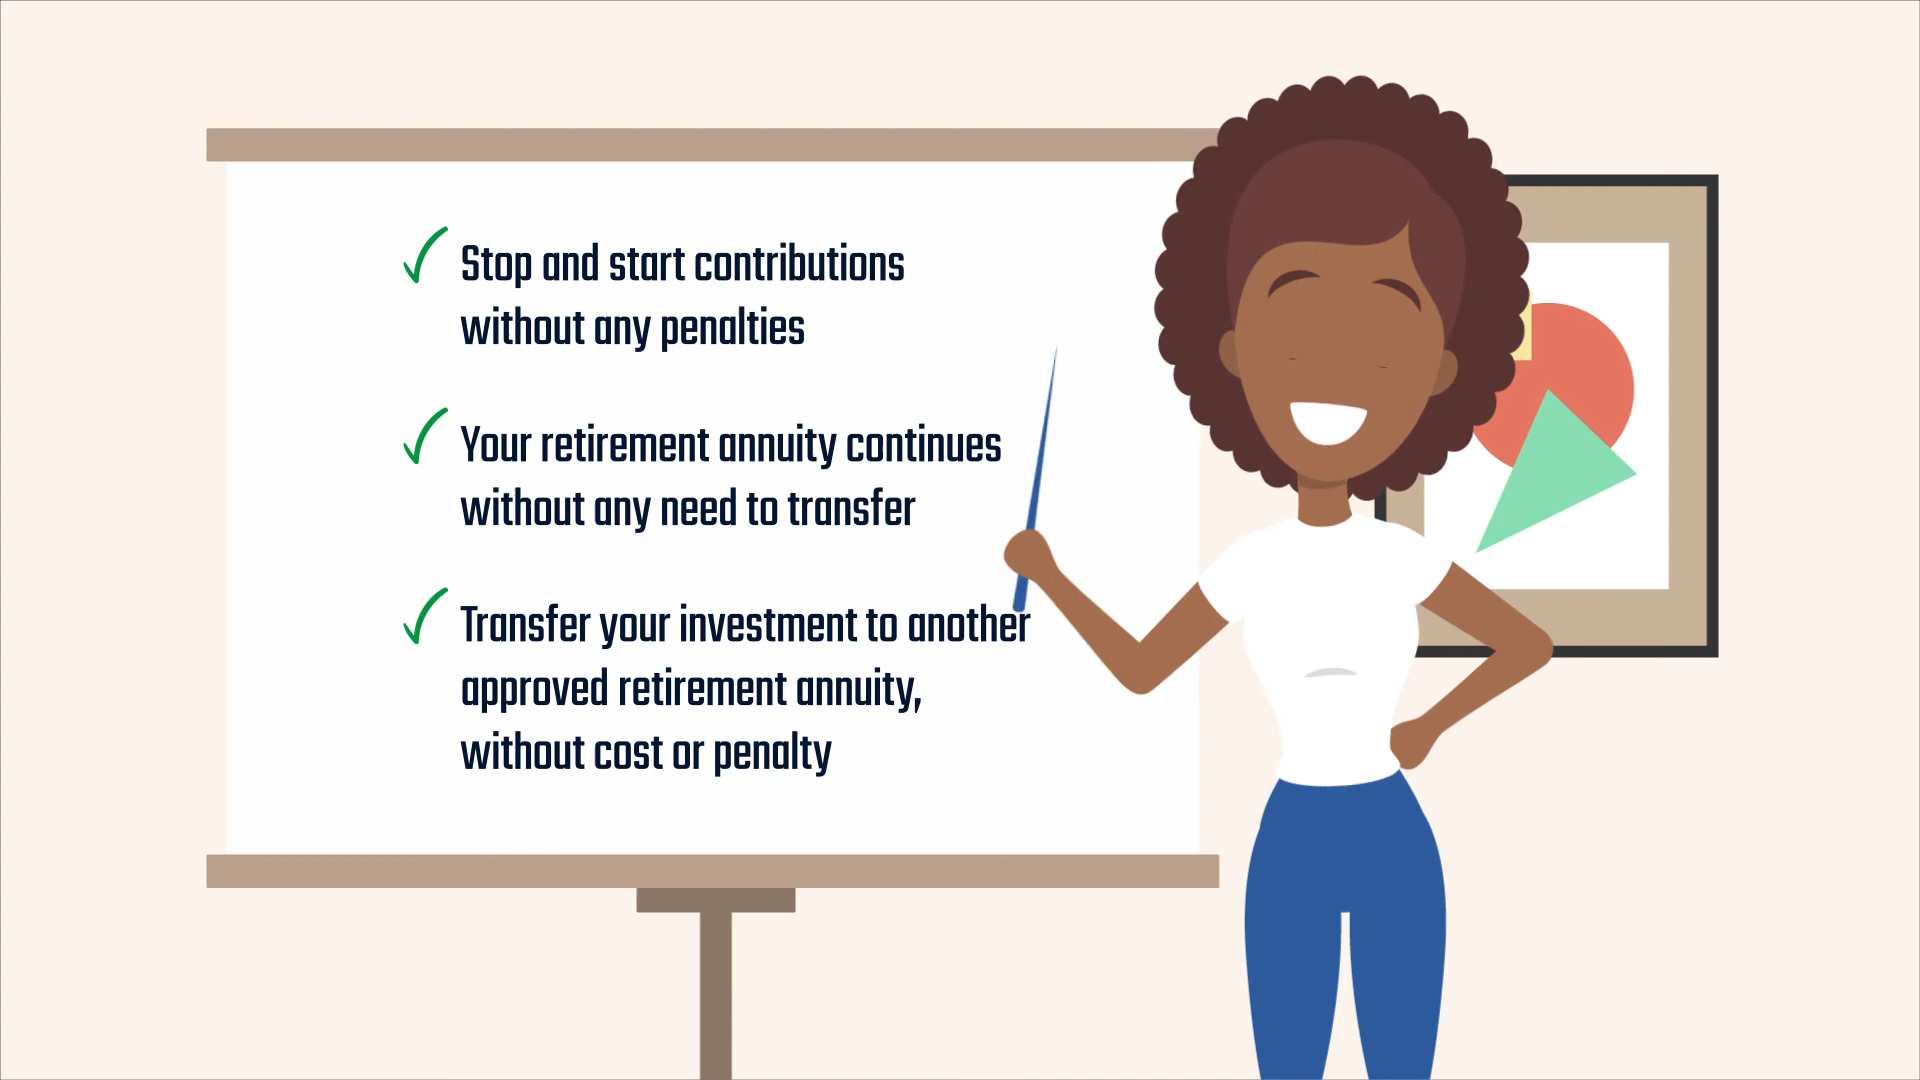 Stop and start contributions
without any penalties
Your retirement annuity continues
without any need to transfer
Transfer your investment to another
approved retirement annuity,
without cost or penalty